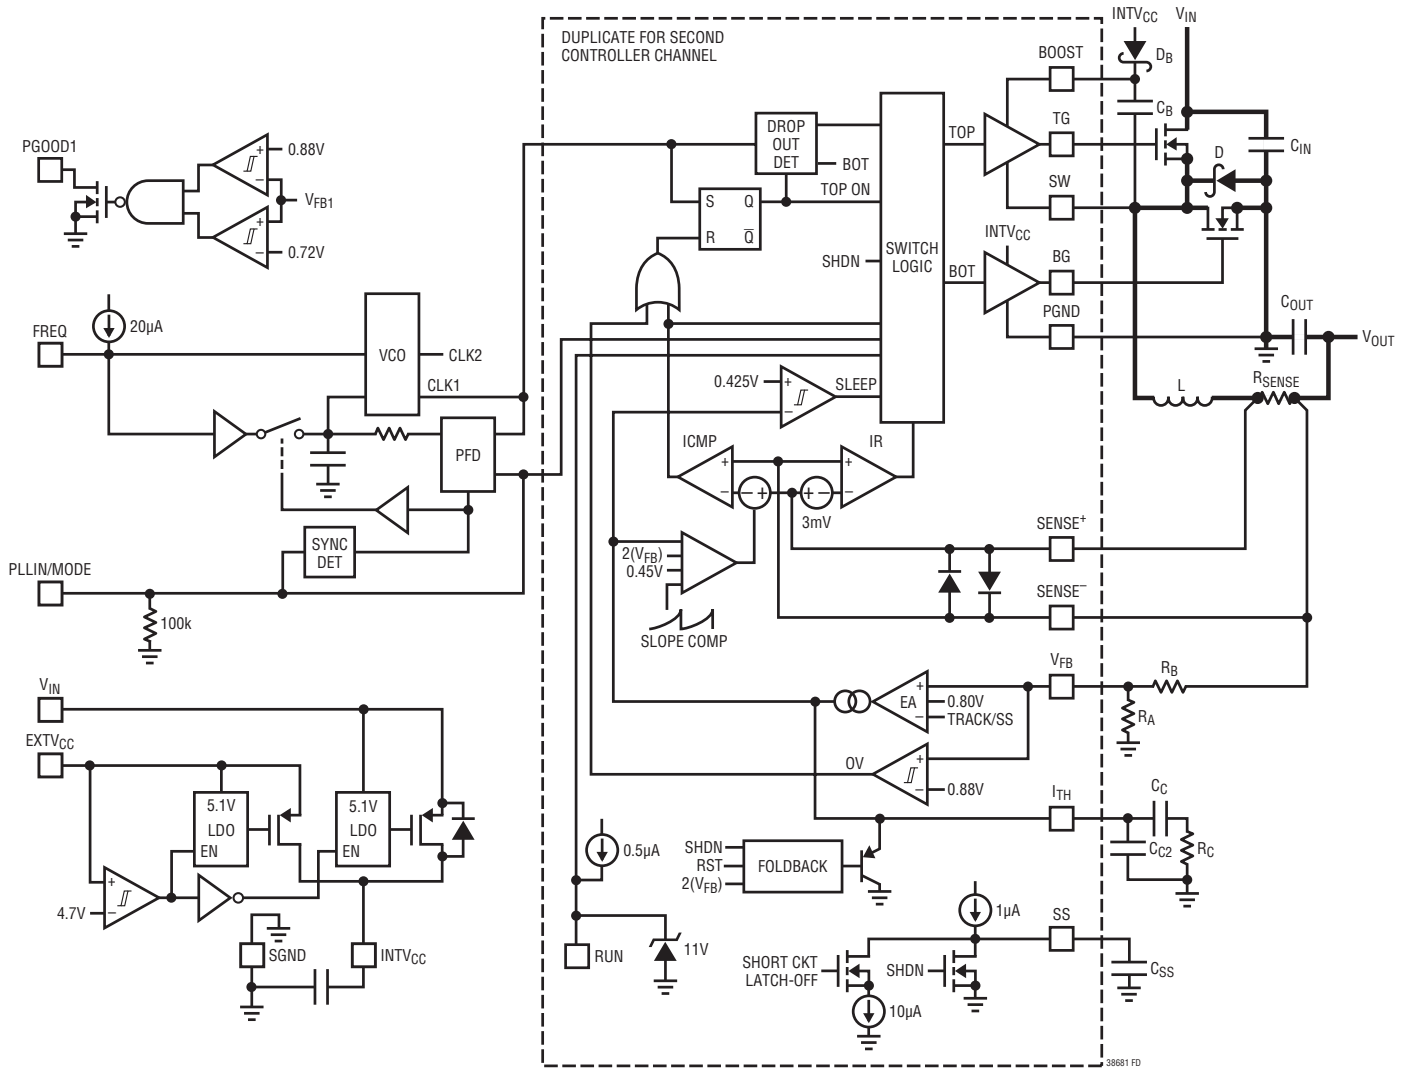 DUPLICATE FOR SECOND
CONTROLLER CHANNEL
INTVCC
VIN
BOOST
DB
CB
TG
TOP
CIN
D
SW
INTVCC
BG
BOT
PGND
COUT
VOUT
L
RSENSE
DROP
OUT
DET
BOT
TOP ON
S Q
R Q̅
SHDN
SWITCH
LOGIC
PGOOD1
+
0.88V
–
VFB1
+
–
0.72V
FREQ
20µA
VCO
CLK2
CLK1
PFD
SYNC
DET
PLLIN/MODE
100k
0.425V
+
–
SLEEP
ICMP
+
–
– +
+ –
3mV
IR
+
–
2(VFB)
0.45V
SLOPE COMP
SENSE+
SENSE–
VFB
RB
RA
EA
+
0.80V
–
TRACK/SS
OV
+
–
0.88V
ITH
CC
CC2
RC
VIN
EXTVCC
5.1V
LDO
EN
5.1V
LDO
EN
+
4.7V
–
SGND
INTVCC
0.5µA
RUN
11V
SHDN
RST
2(VFB)
FOLDBACK
1µA
SS
CSS
SHORT CKT
LATCH-OFF
SHDN
10µA
38681 FD